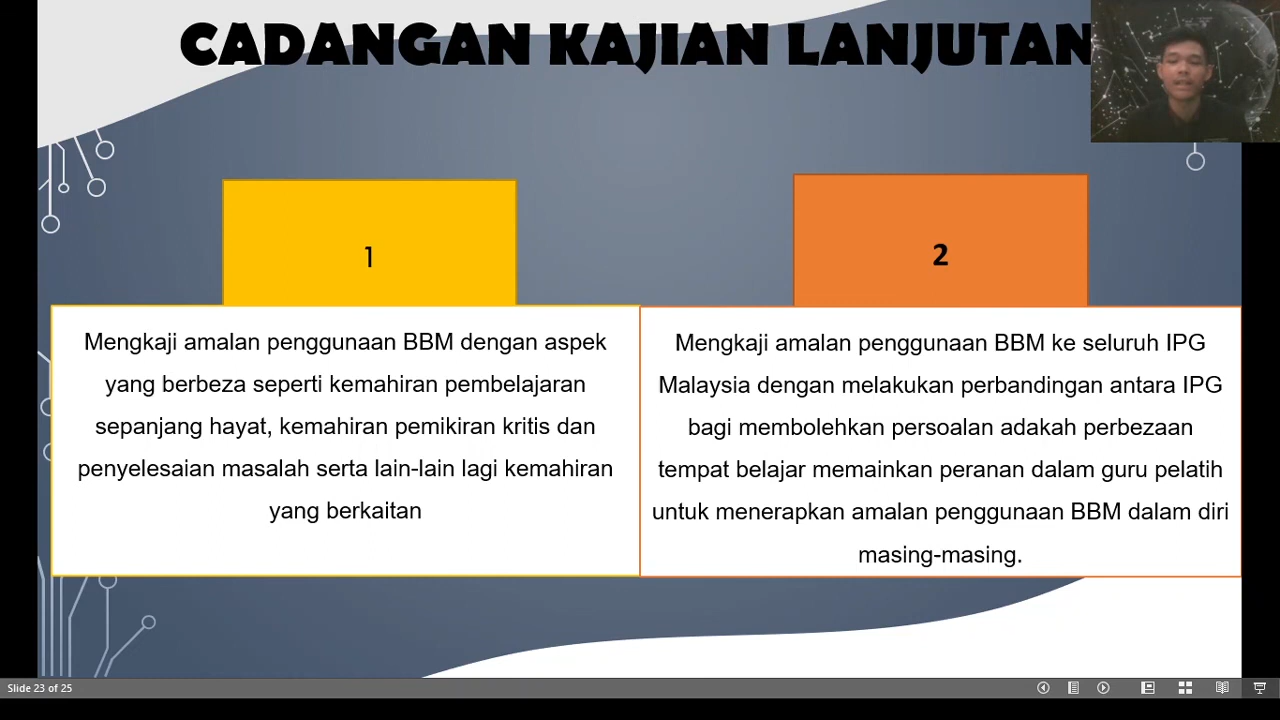 CADANGAN KAJIAN LANJUTAN
1
Mengkaji amalan penggunaan BBM dengan aspek
yang berbeza seperti kemahiran pembelajaran
sepanjang hayat, kemahiran pemikiran kritis dan
penyelesaian masalah serta lain-lain lagi kemahiran
yang berkaitan
2
Mengkaji amalan penggunaan BBM ke seluruh IPG
Malaysia dengan melakukan perbandingan antara IPG
bagi membolehkan persoalan adakah perbezaan
tempat belajar memainkan peranan dalam guru pelatih
untuk menerapkan amalan penggunaan BBM dalam diri
masing-masing.
Slide 23 of 25